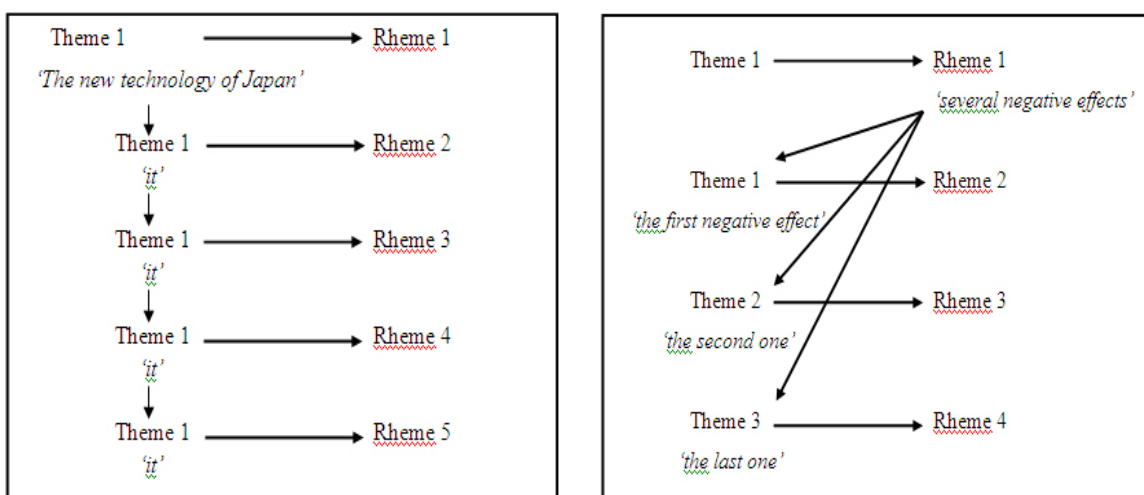 Theme 1 Rheme 1
‘The new technology of Japan’
Theme 1 Rheme 2
‘it’
Theme 1 Rheme 3
‘it’
Theme 1 Rheme 4
‘it’
Theme 1 Rheme 5
‘it’
Theme 1 Rheme 1
‘several negative effects’
Theme 1 Rheme 2
‘the first negative effect’
Theme 2 Rheme 3
‘the second one’
Theme 3 Rheme 4
‘the last one’